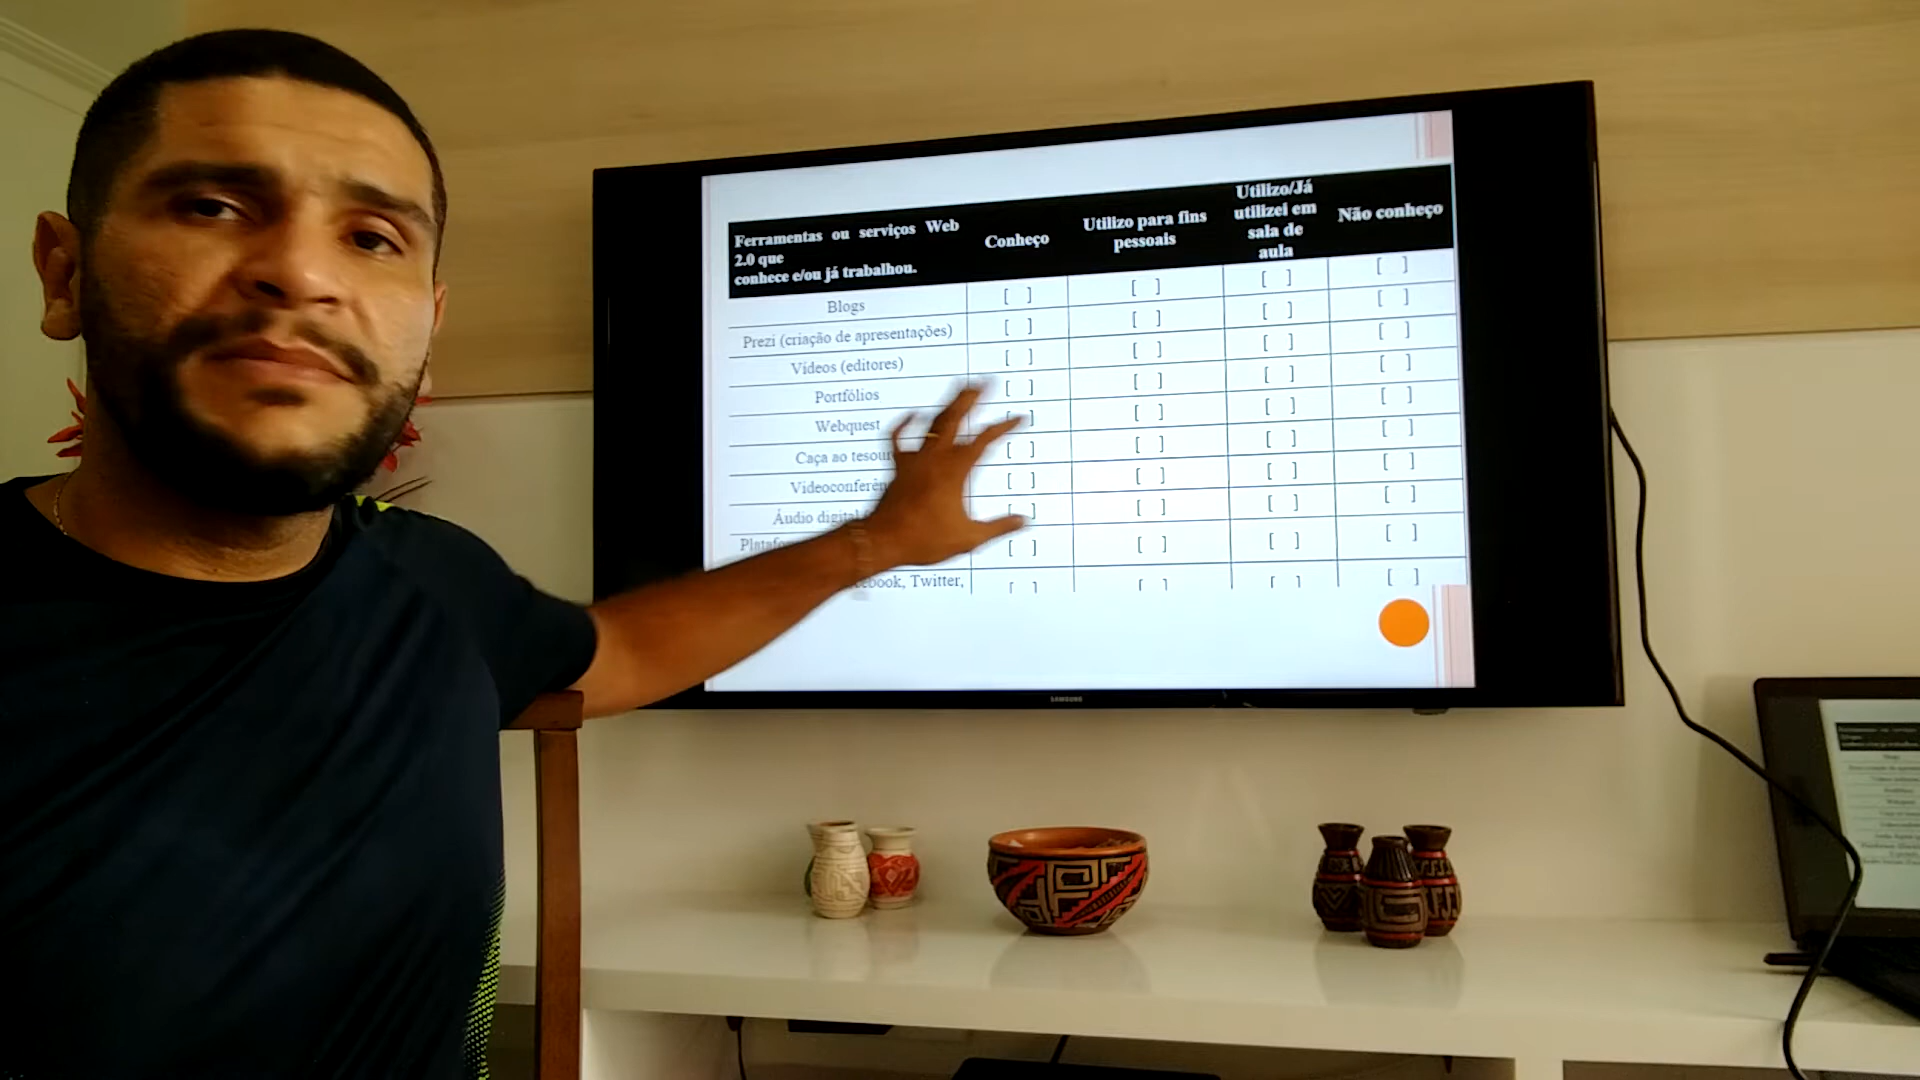 Ferramentas ou serviços Web
2.0 que
conhece e/ou já trabalhou.
Conheço
Utilizo para fins
pessoais
Utilizo/Já
utilizei em
sala de
aula
Não conheço
Blogs [ ] [ ] [ ] [ ]
Prezi (criação de apresentações) [ ] [ ] [ ] [ ]
Vídeos (editores) [ ] [ ] [ ] [ ]
Portfólios [ ] [ ] [ ] [ ]
Webquest [ ] [ ] [ ] [ ]
Caça ao [ ] [ ] [ ] [ ]
[ ] [ ] [ ] [ ]
Áudio digital [ ] [ ] [ ] [ ]
[ ] [ ] [ ] [ ]
Twitter, [ ] [ ] [ ] [ ]
SAMSUNG